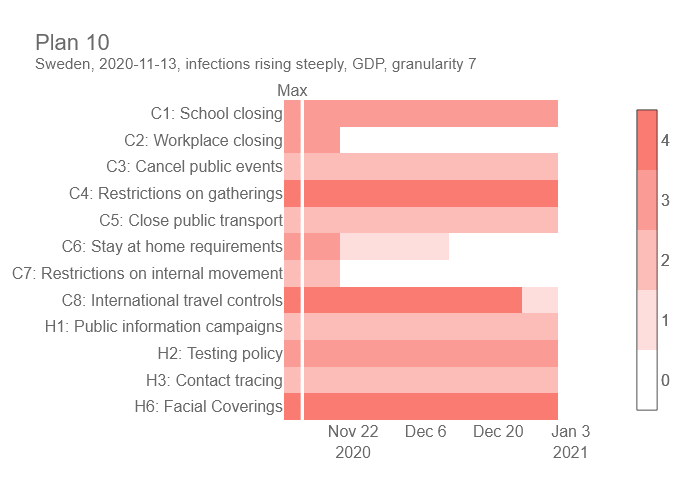 Plan 10
Sweden, 2020-11-13, infections rising steeply, GDP, granularity 7
Max
C1: School closing
C2: Workplace closing
C3: Cancel public events
C4: Restrictions on gatherings
C5: Close public transport
C6: Stay at home requirements
C7: Restrictions on internal movement
C8: International travel controls
H1: Public information campaigns
H2: Testing policy
H3: Contact tracing
H6: Facial Coverings
Nov 22 Dec 6 Dec 20 Jan 3
2020 2021
4
3
2
1
0